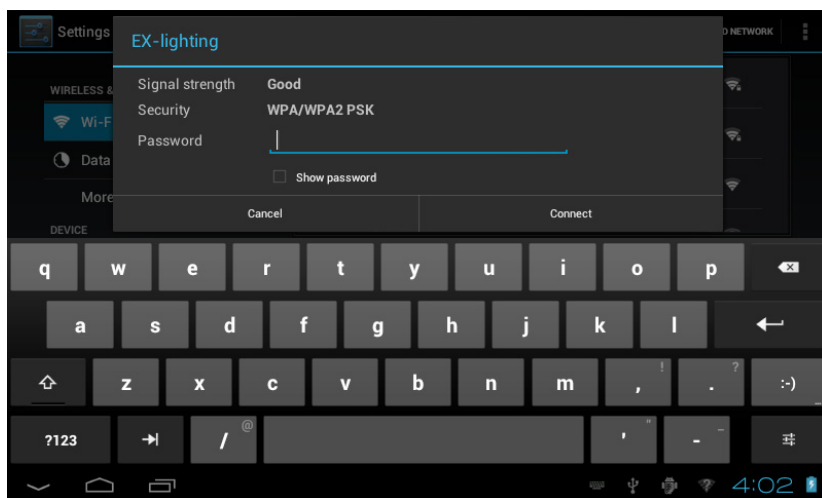 Settings
EX-lighting
D NETWORK
Signal strength Good
WIRELESS &
Security WPA/WPA2 PSK
Wi-F
Password
Data
Show password
More
Cancel Connect
DEVICE
q w e r t y u i o p
a s d f g h j k l
! ?
z x c v b n m , . :-)
@ " _
?123 / ' -
4:02